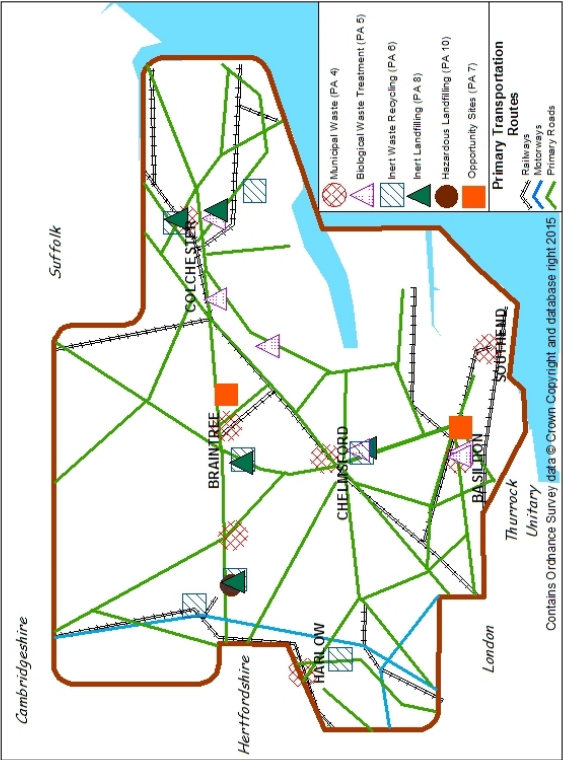 Cambridgeshire
Suffolk
Hertfordshire
London
Thurrock
Unitary
COLCHESTER
BRAINTREE
CHELMSFORD
HARLOW
BASILDON
SOUTHEND
Municipal Waste (PA 4)
Biological Waste Treatment (PA 5)
Inert Waste Recycling (PA 6)
Inert Landfilling (PA 8)
Hazardous Landfilling (PA 10)
Opportunity Sites (PA 7)
Primary Transportation
Routes
Railways
Motorways
Primary Roads
Contains Ordnance Survey data © Crown Copyright and database right 2015